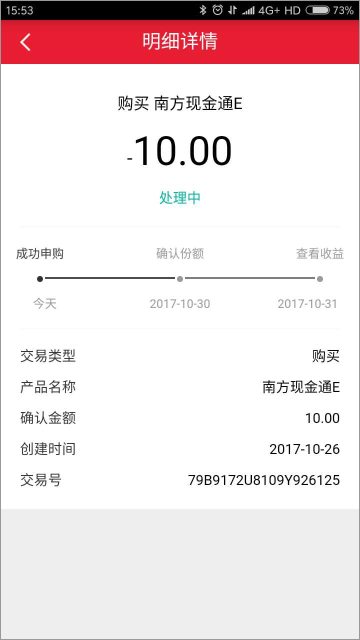 15:53 4G+ HD 73%
明细详情
购买 南方现金通E
-10.00
处理中
成功申购 确认份额 查看收益
今天 2017-10-30 2017-10-31
交易类型 购买
产品名称 南方现金通E
确认金额 10.00
创建时间 2017-10-26
交易号 79B9172U8109Y926125